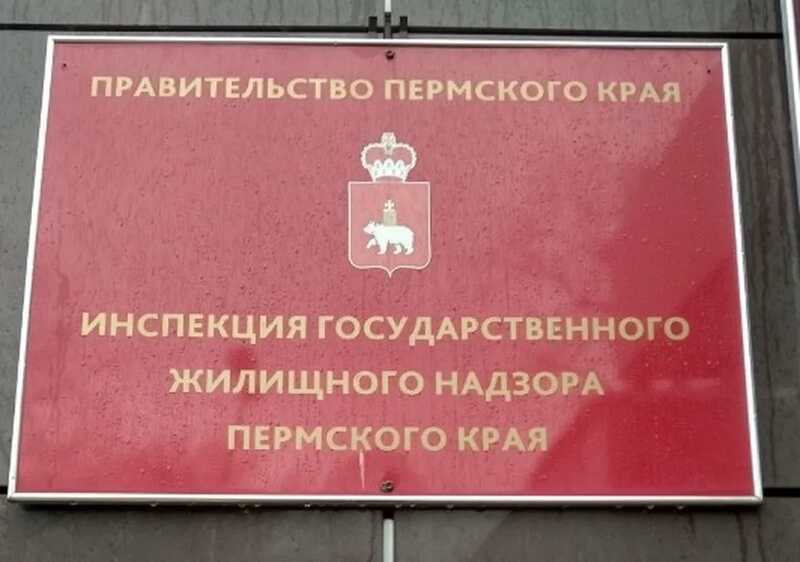 ПРАВИТЕЛЬСТВО ПЕРМСКОГО КРАЯ
ИНСПЕКЦИЯ ГОСУДАРСТВЕННОГО
ЖИЛИЩНОГО НАДЗОРА
ПЕРМСКОГО КРАЯ